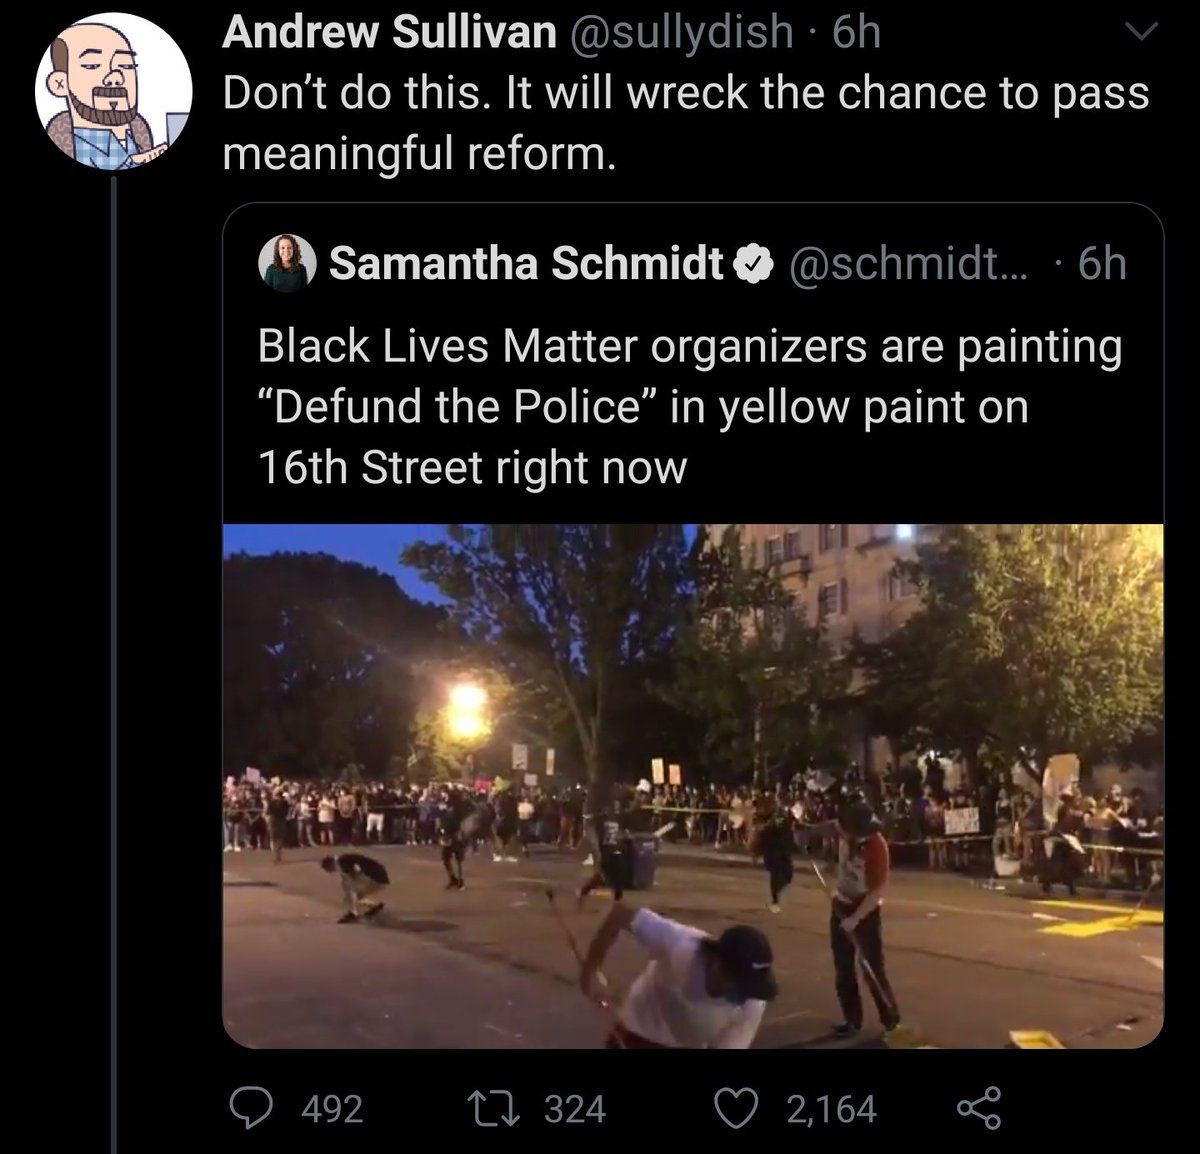 Andrew Sullivan @sullydish · 6h
Don’t do this. It will wreck the chance to pass
meaningful reform.
Samantha Schmidt @schmidt... · 6h
Black Lives Matter organizers are painting
“Defund the Police” in yellow paint on
16th Street right now
492 324 2,164